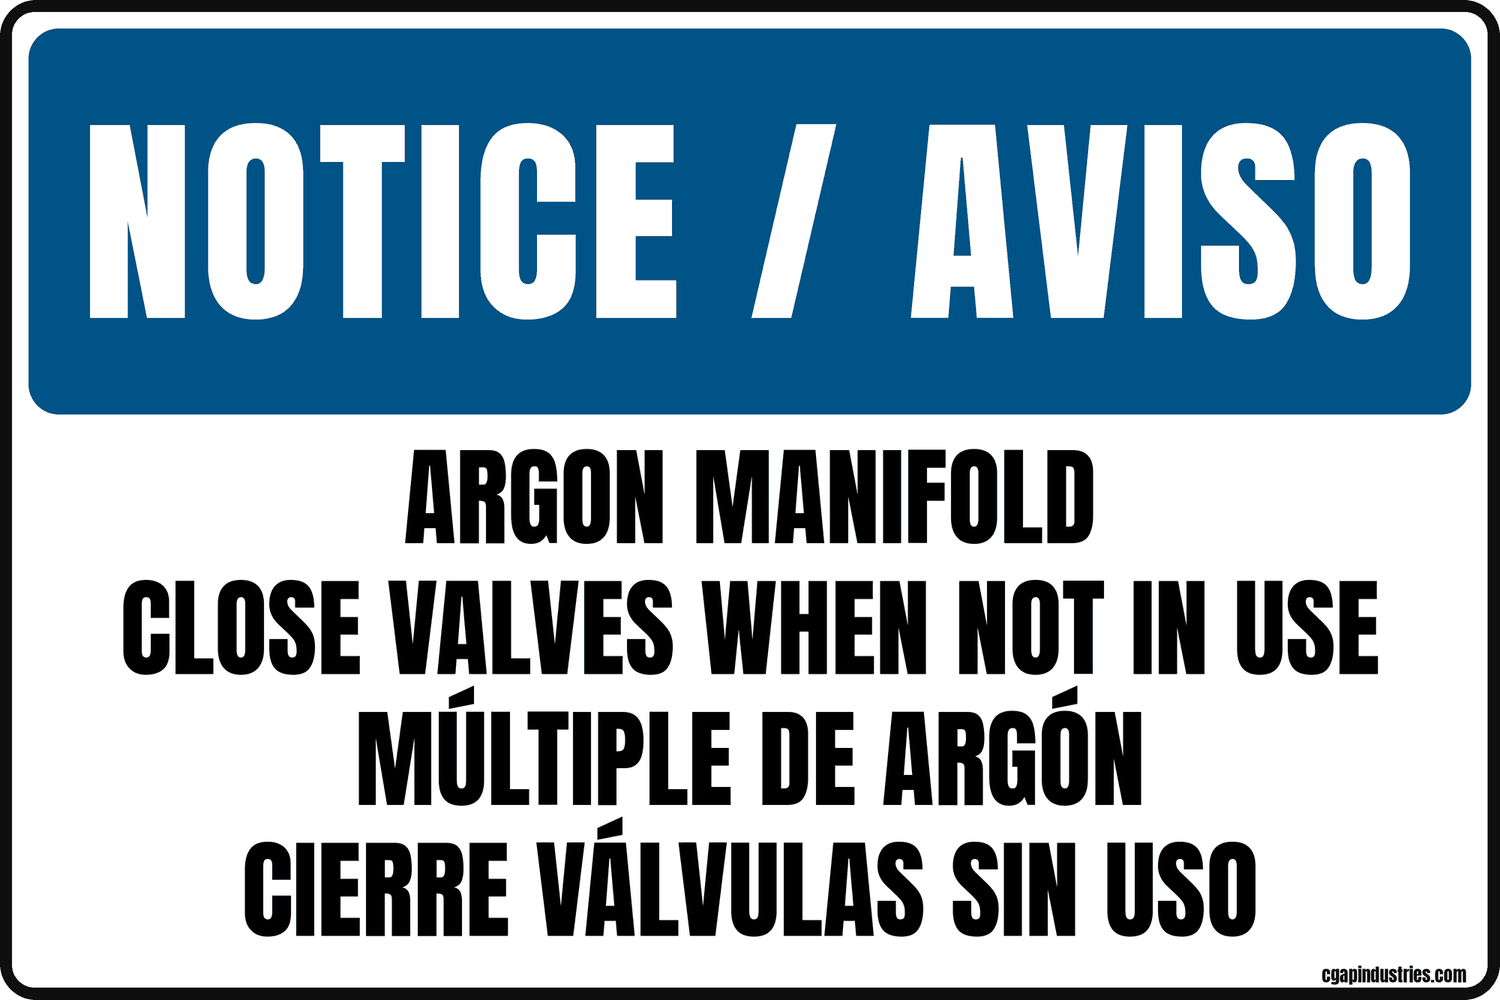 NOTICE / AVISO
ARGON MANIFOLD
CLOSE VALVES WHEN NOT IN USE
MÚLTIPLE DE ARGÓN
CIERRE VÁLVULAS SIN USO
cgapindustries.com